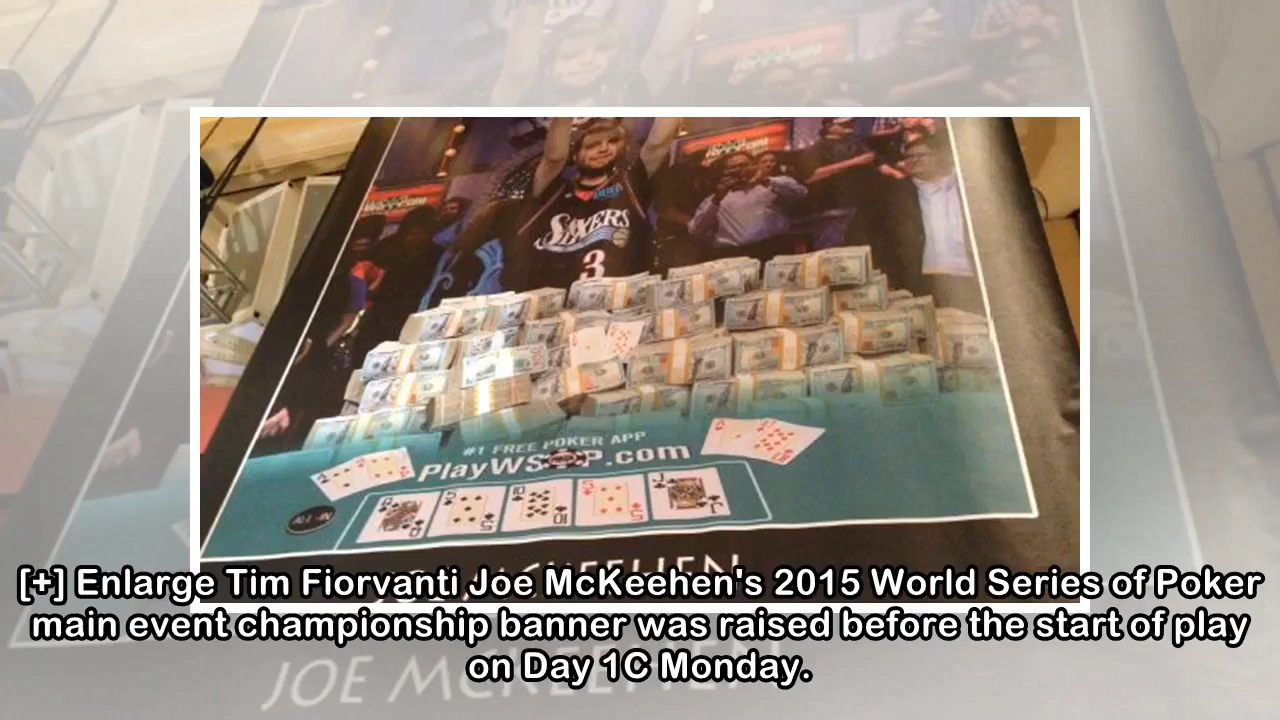 SIXERS
3
#1 FREE POKER APP
PlayWSOP.com
ALL-IN
[+] Enlarge Tim Fiorvanti Joe McKeehen's 2015 World Series of Poker
main event championship banner was raised before the start of play
on Day 1C Monday.
JOE MCKEEHEN